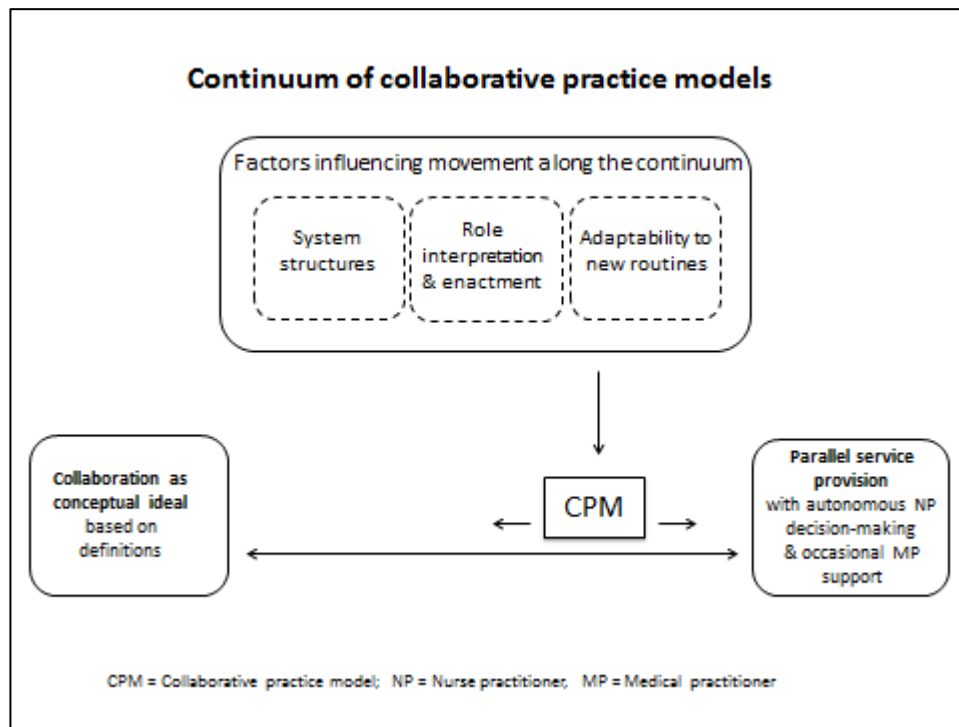 Continuum of collaborative practice models
Factors influencing movement along the continuum
System
structures
Role
interpretation
& enactment
Adaptability to
new routines
Collaboration as
conceptual ideal
based on
definitions
CPM
Parallel service
provision
with autonomous NP
decision-making
& occasional MP
support
CPM = Collaborative practice model; NP = Nurse practitioner, MP = Medical practitioner